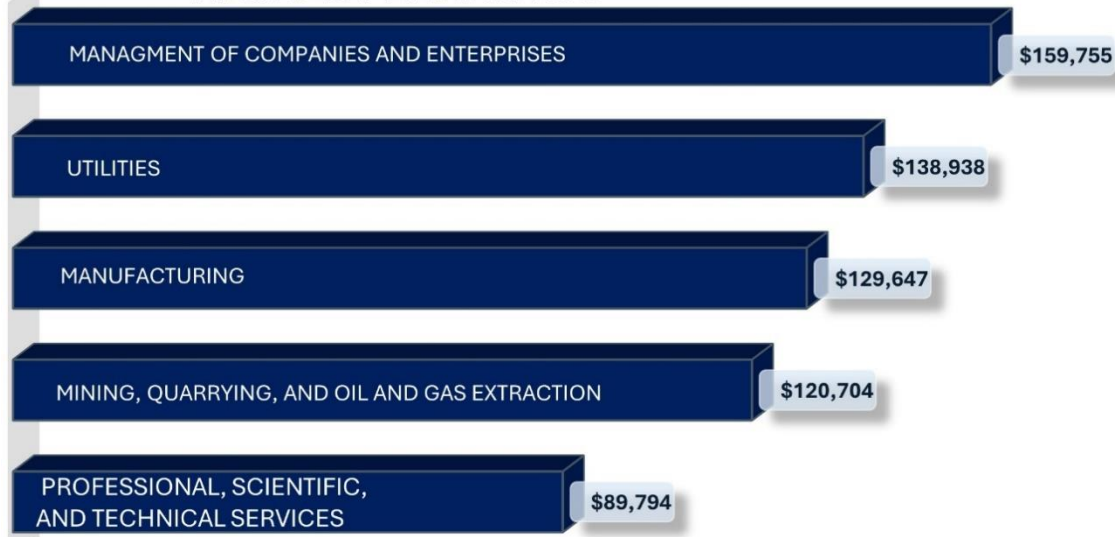 MANAGMENT OF COMPANIES AND ENTERPRISES
$159,755
UTILITIES
$138,938
MANUFACTURING
$129,647
MINING, QUARRYING, AND OIL AND GAS EXTRACTION
$120,704
PROFESSIONAL, SCIENTIFIC,
AND TECHNICAL SERVICES
$89,794